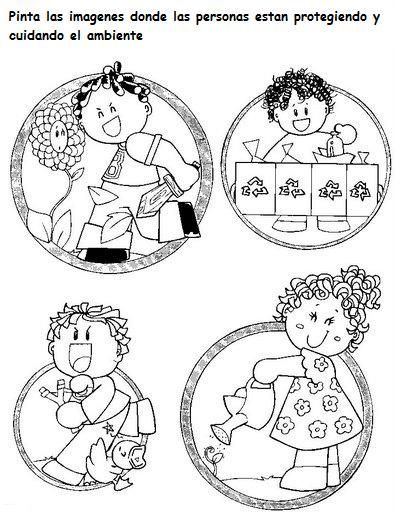 Pinta las imagenes donde las personas estan protegiendo y
cuidando el ambiente